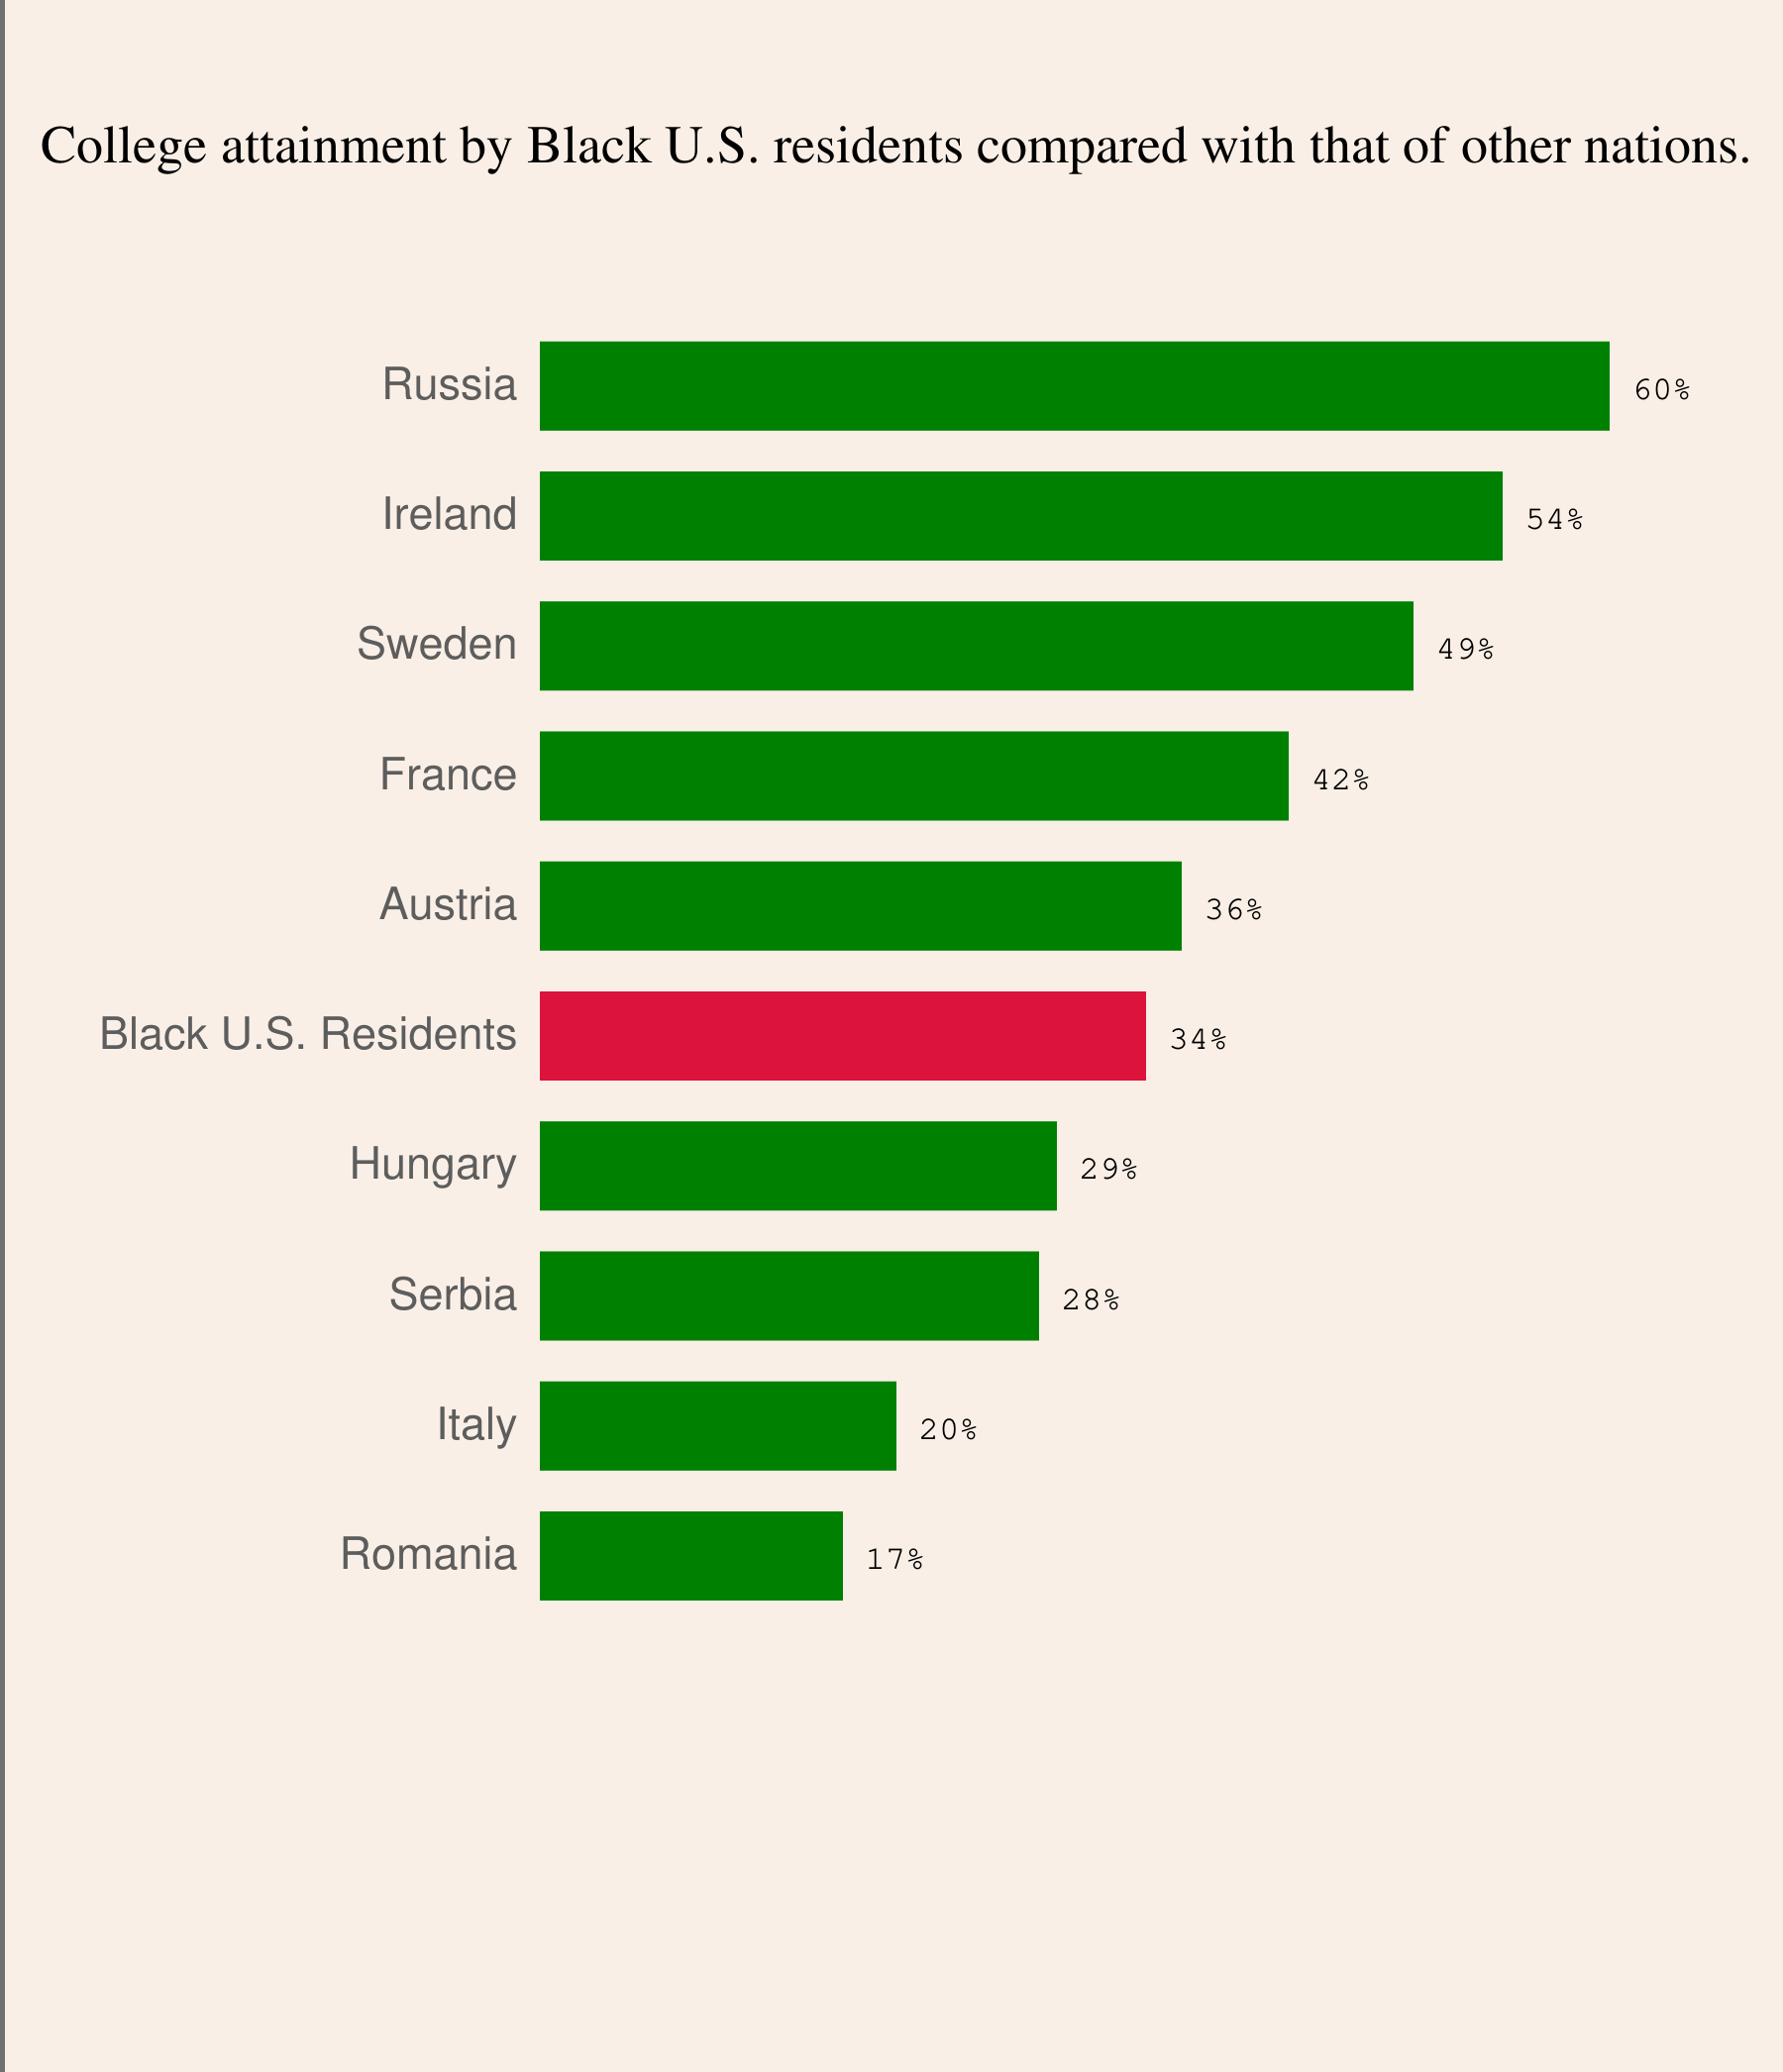 College attainment by Black U.S. residents compared with that of other nations.
Russia 60%
Ireland 54%
Sweden 49%
France 42%
Austria 36%
Black U.S. Residents 34%
Hungary 29%
Serbia 28%
Italy 20%
Romania 17%